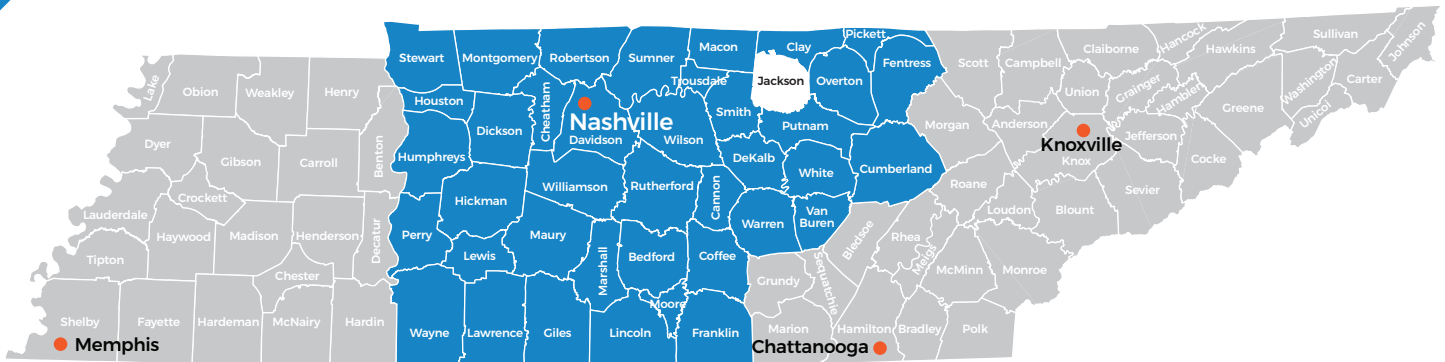 Stewart
Montgomery
Robertson
Sumner
Macon
Clay
Pickett
Fentress
Scott
Campbell
Claiborne
Hancock
Hawkins
Sullivan
Johnson
Lake
Obion
Weakley
Henry
Houston
Dickson
Cheatham
Nashville
Davidson
Trousdale
Wilson
Smith
Jackson
Overton
Putnam
Morgan
Anderson
Union
Grainger
Hamblen
Greene
Washington
Unicoi
Carter
Dyer
Gibson
Carroll
Benton
Humphreys
Hickman
Williamson
Rutherford
Cannon
DeKalb
White
Cumberland
Roane
Knoxville
Knox
Jefferson
Cocke
Sevier
Blount
Loudon
Lauderdale
Crockett
Haywood
Madison
Henderson
Decatur
Perry
Lewis
Maury
Marshall
Bedford
Coffee
Warren
Van
Buren
Bledsoe
Rhea
Meigs
McMinn
Monroe
Tipton
Chester
Grundy
Sequatchie
Shelby
Fayette
Hardeman
McNairy
Hardin
Wayne
Lawrence
Giles
Lincoln
Moore
Franklin
Marion
Hamilton
Bradley
Polk
Memphis
Chattanooga